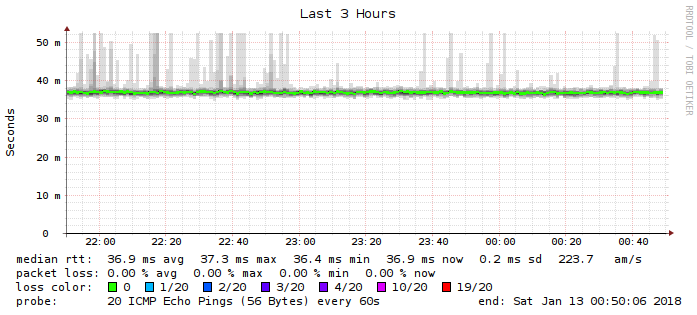 Last 3 Hours
RRDTOOL / TOBI OETIKER
Seconds
50 m
40 m
30 m
20 m
10 m
0
22:00 22:20 22:40 23:00 23:20 23:40 00:00 00:20 00:40
median rtt: 36.9 ms avg 37.3 ms max 36.4 ms min 36.9 ms now 0.2 ms sd 223.7 am/s
packet loss: 0.00 % avg 0.00 % max 0.00 % min 0.00 % now
loss color: 0 1/20 2/20 3/20 4/20 10/20 19/20
probe: 20 ICMP Echo Pings (56 Bytes) every 60s end: Sat Jan 13 00:50:06 2018